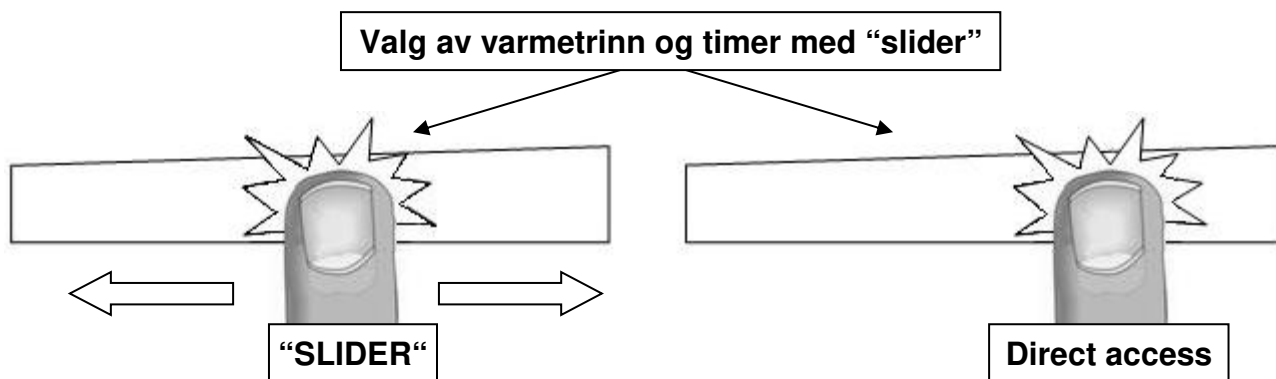 Valg av varmetrinn og timer med “slider”
“SLIDER“
Direct access